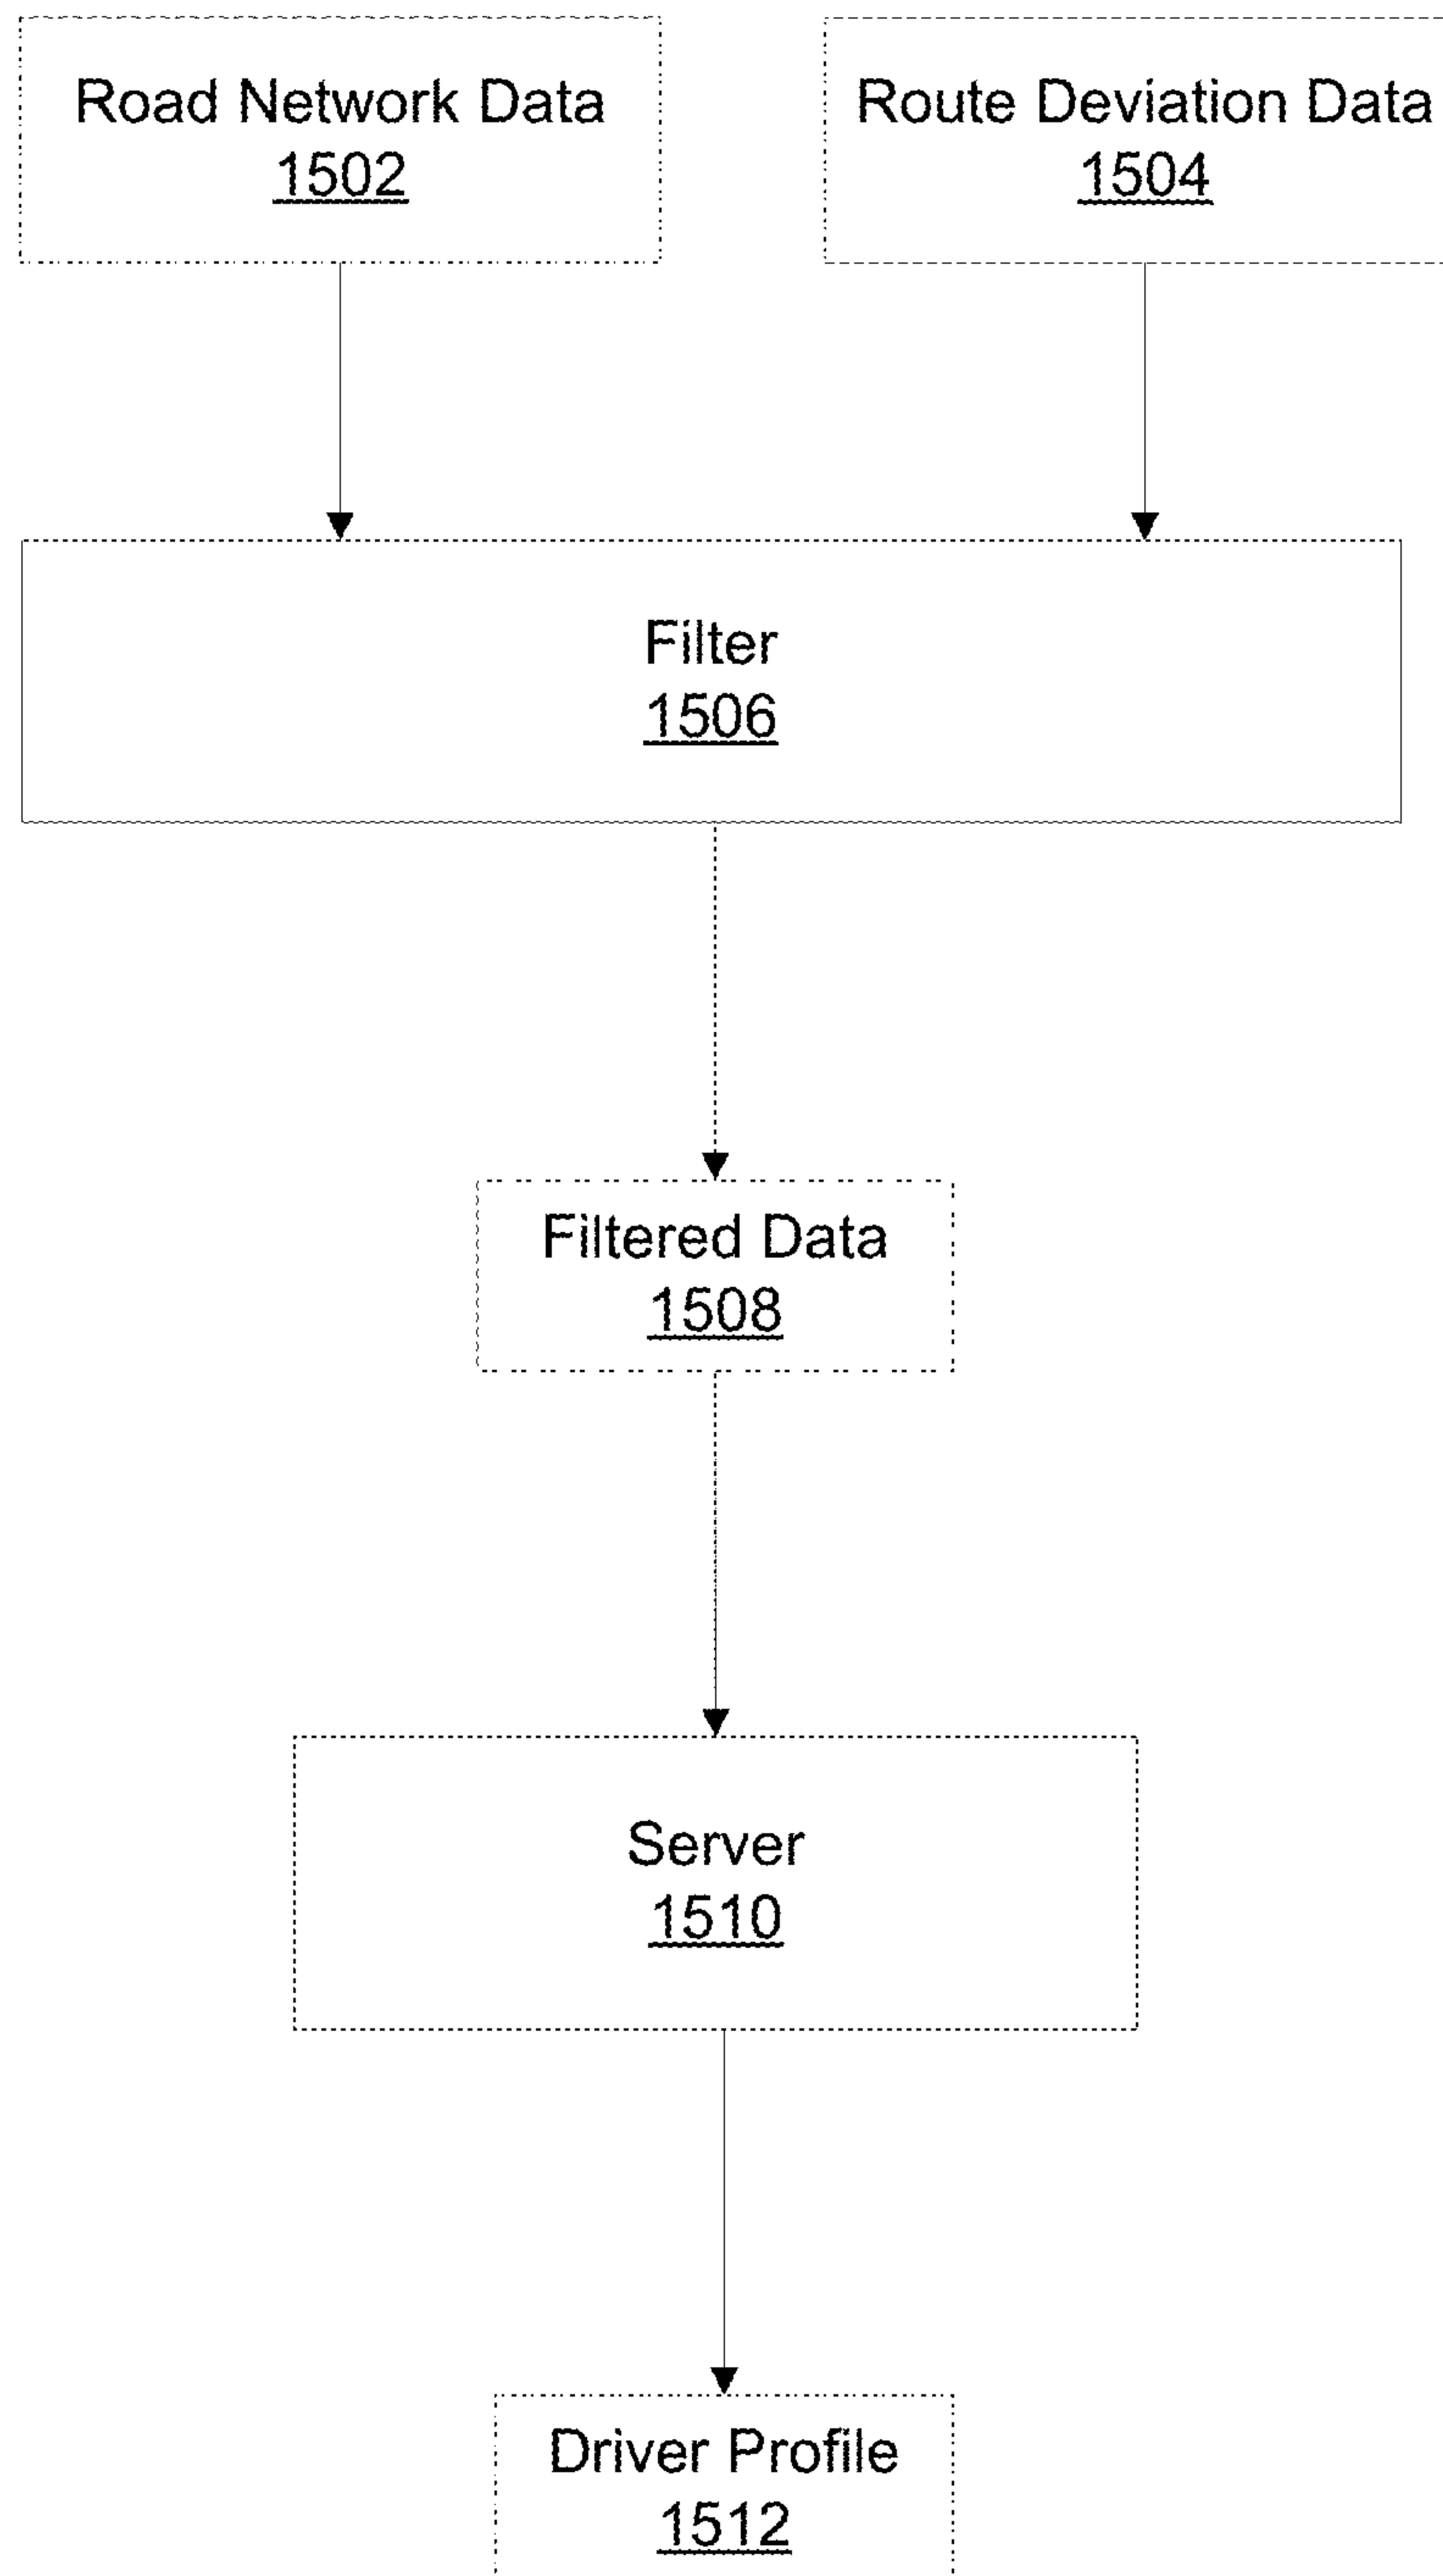 Road Network Data
1502
Route Deviation Data
1504
Filter
1506
Filtered Data
1508
Server
1510
Driver Profile
1512